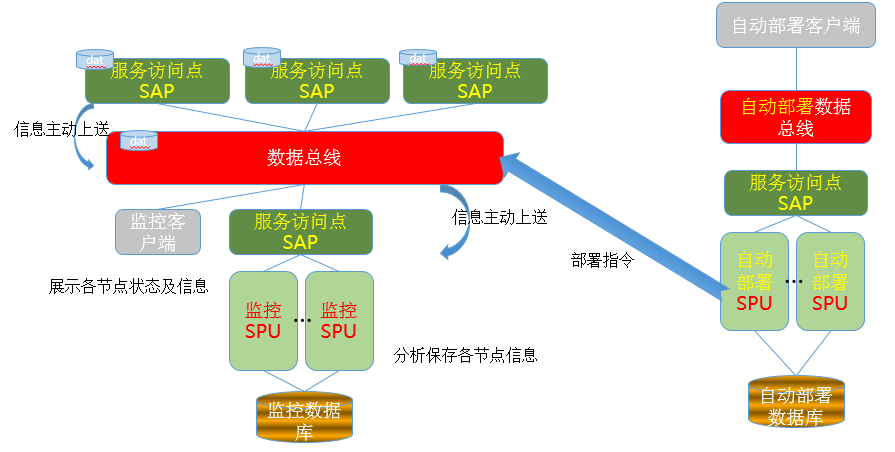 自动部署客户端
dat
dat
dat
服务访问点
SAP
服务访问点
SAP
服务访问点
SAP
信息主动上送
dat
数据总线
自动部署数据
总线
监控客
户端
服务访问点
SAP
信息主动上送
服务访问点
SAP
展示各节点状态及信息
部署指令
监控
SPU
...
监控
SPU
自动
部署
SPU
...
自动
部署
SPU
分析保存各节点信息
监控数据
库
自动部署
数据库